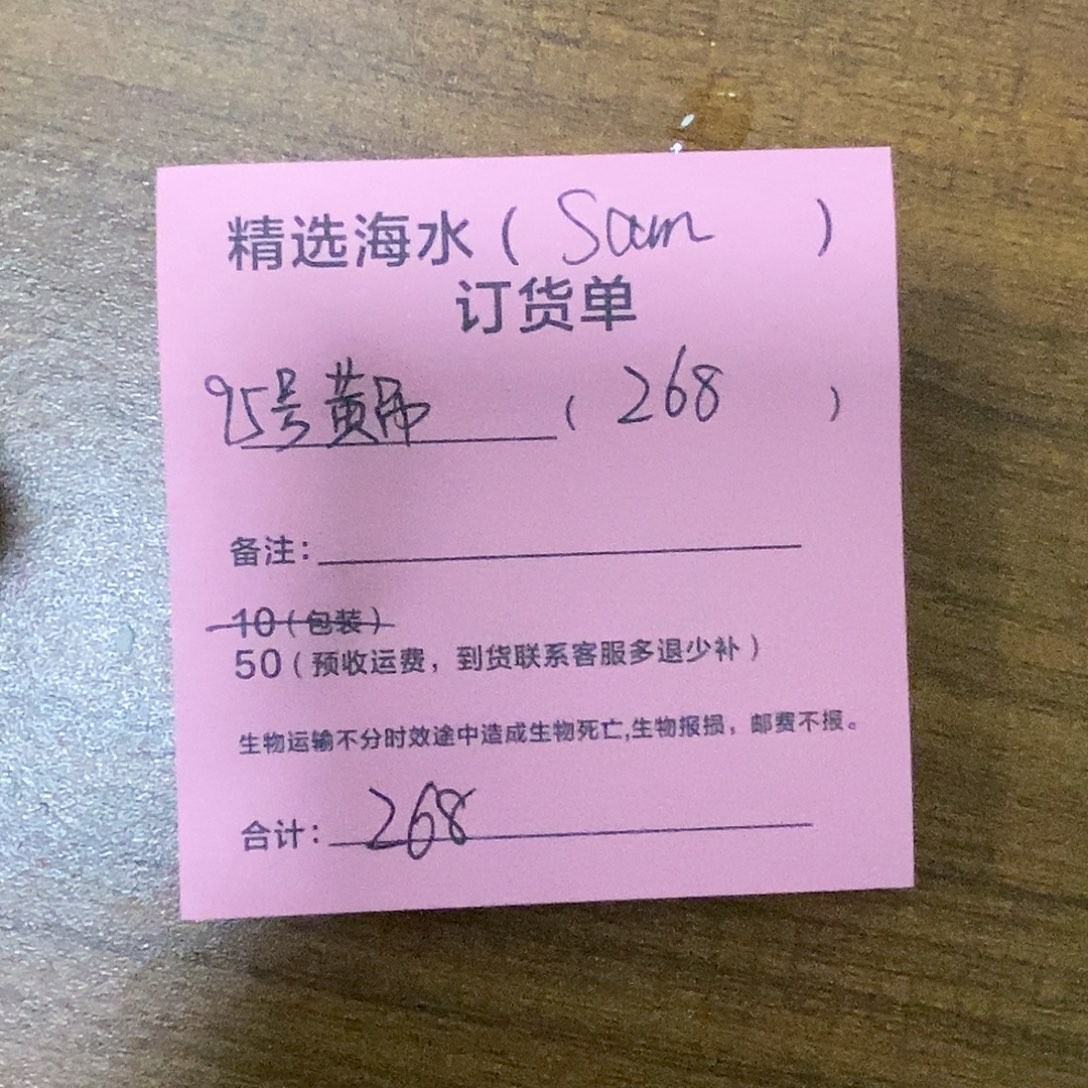 精选海水（Sam）
订货单
95号黄吊（268）
备注：
10（包装）
50（预收运费，到货联系客服多退少补）
生物运输不分时效途中造成生物死亡,生物报损，邮费不报。
合计：268